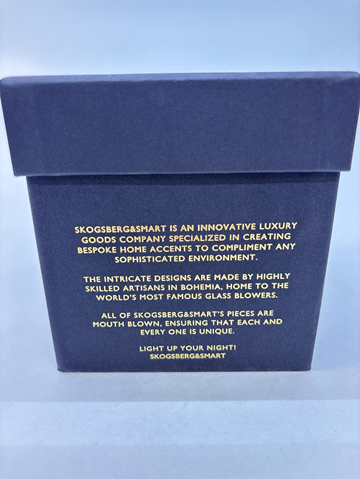 SKOGSBERG&SMART IS AN INNOVATIVE LUXURY
GOODS COMPANY SPECIALIZED IN CREATING
BESPOKE HOME ACCENTS TO COMPLIMENT ANY
SOPHISTICATED ENVIRONMENT.
THE INTRICATE DESIGNS ARE MADE BY HIGHLY
SKILLED ARTISANS IN BOHEMIA, HOME TO THE
WORLD'S MOST FAMOUS GLASS BLOWERS.
ALL OF SKOGSBERG&SMART'S PIECES ARE
MOUTH BLOWN, ENSURING THAT EACH AND
EVERY ONE IS UNIQUE.
LIGHT UP YOUR NIGHT!
SKOGSBERG&SMART